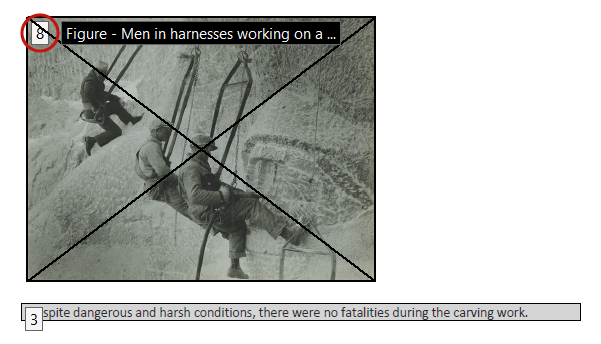 8 Figure - Men in harnesses working on a ...
3 spite dangerous and harsh conditions, there were no fatalities during the carving work.